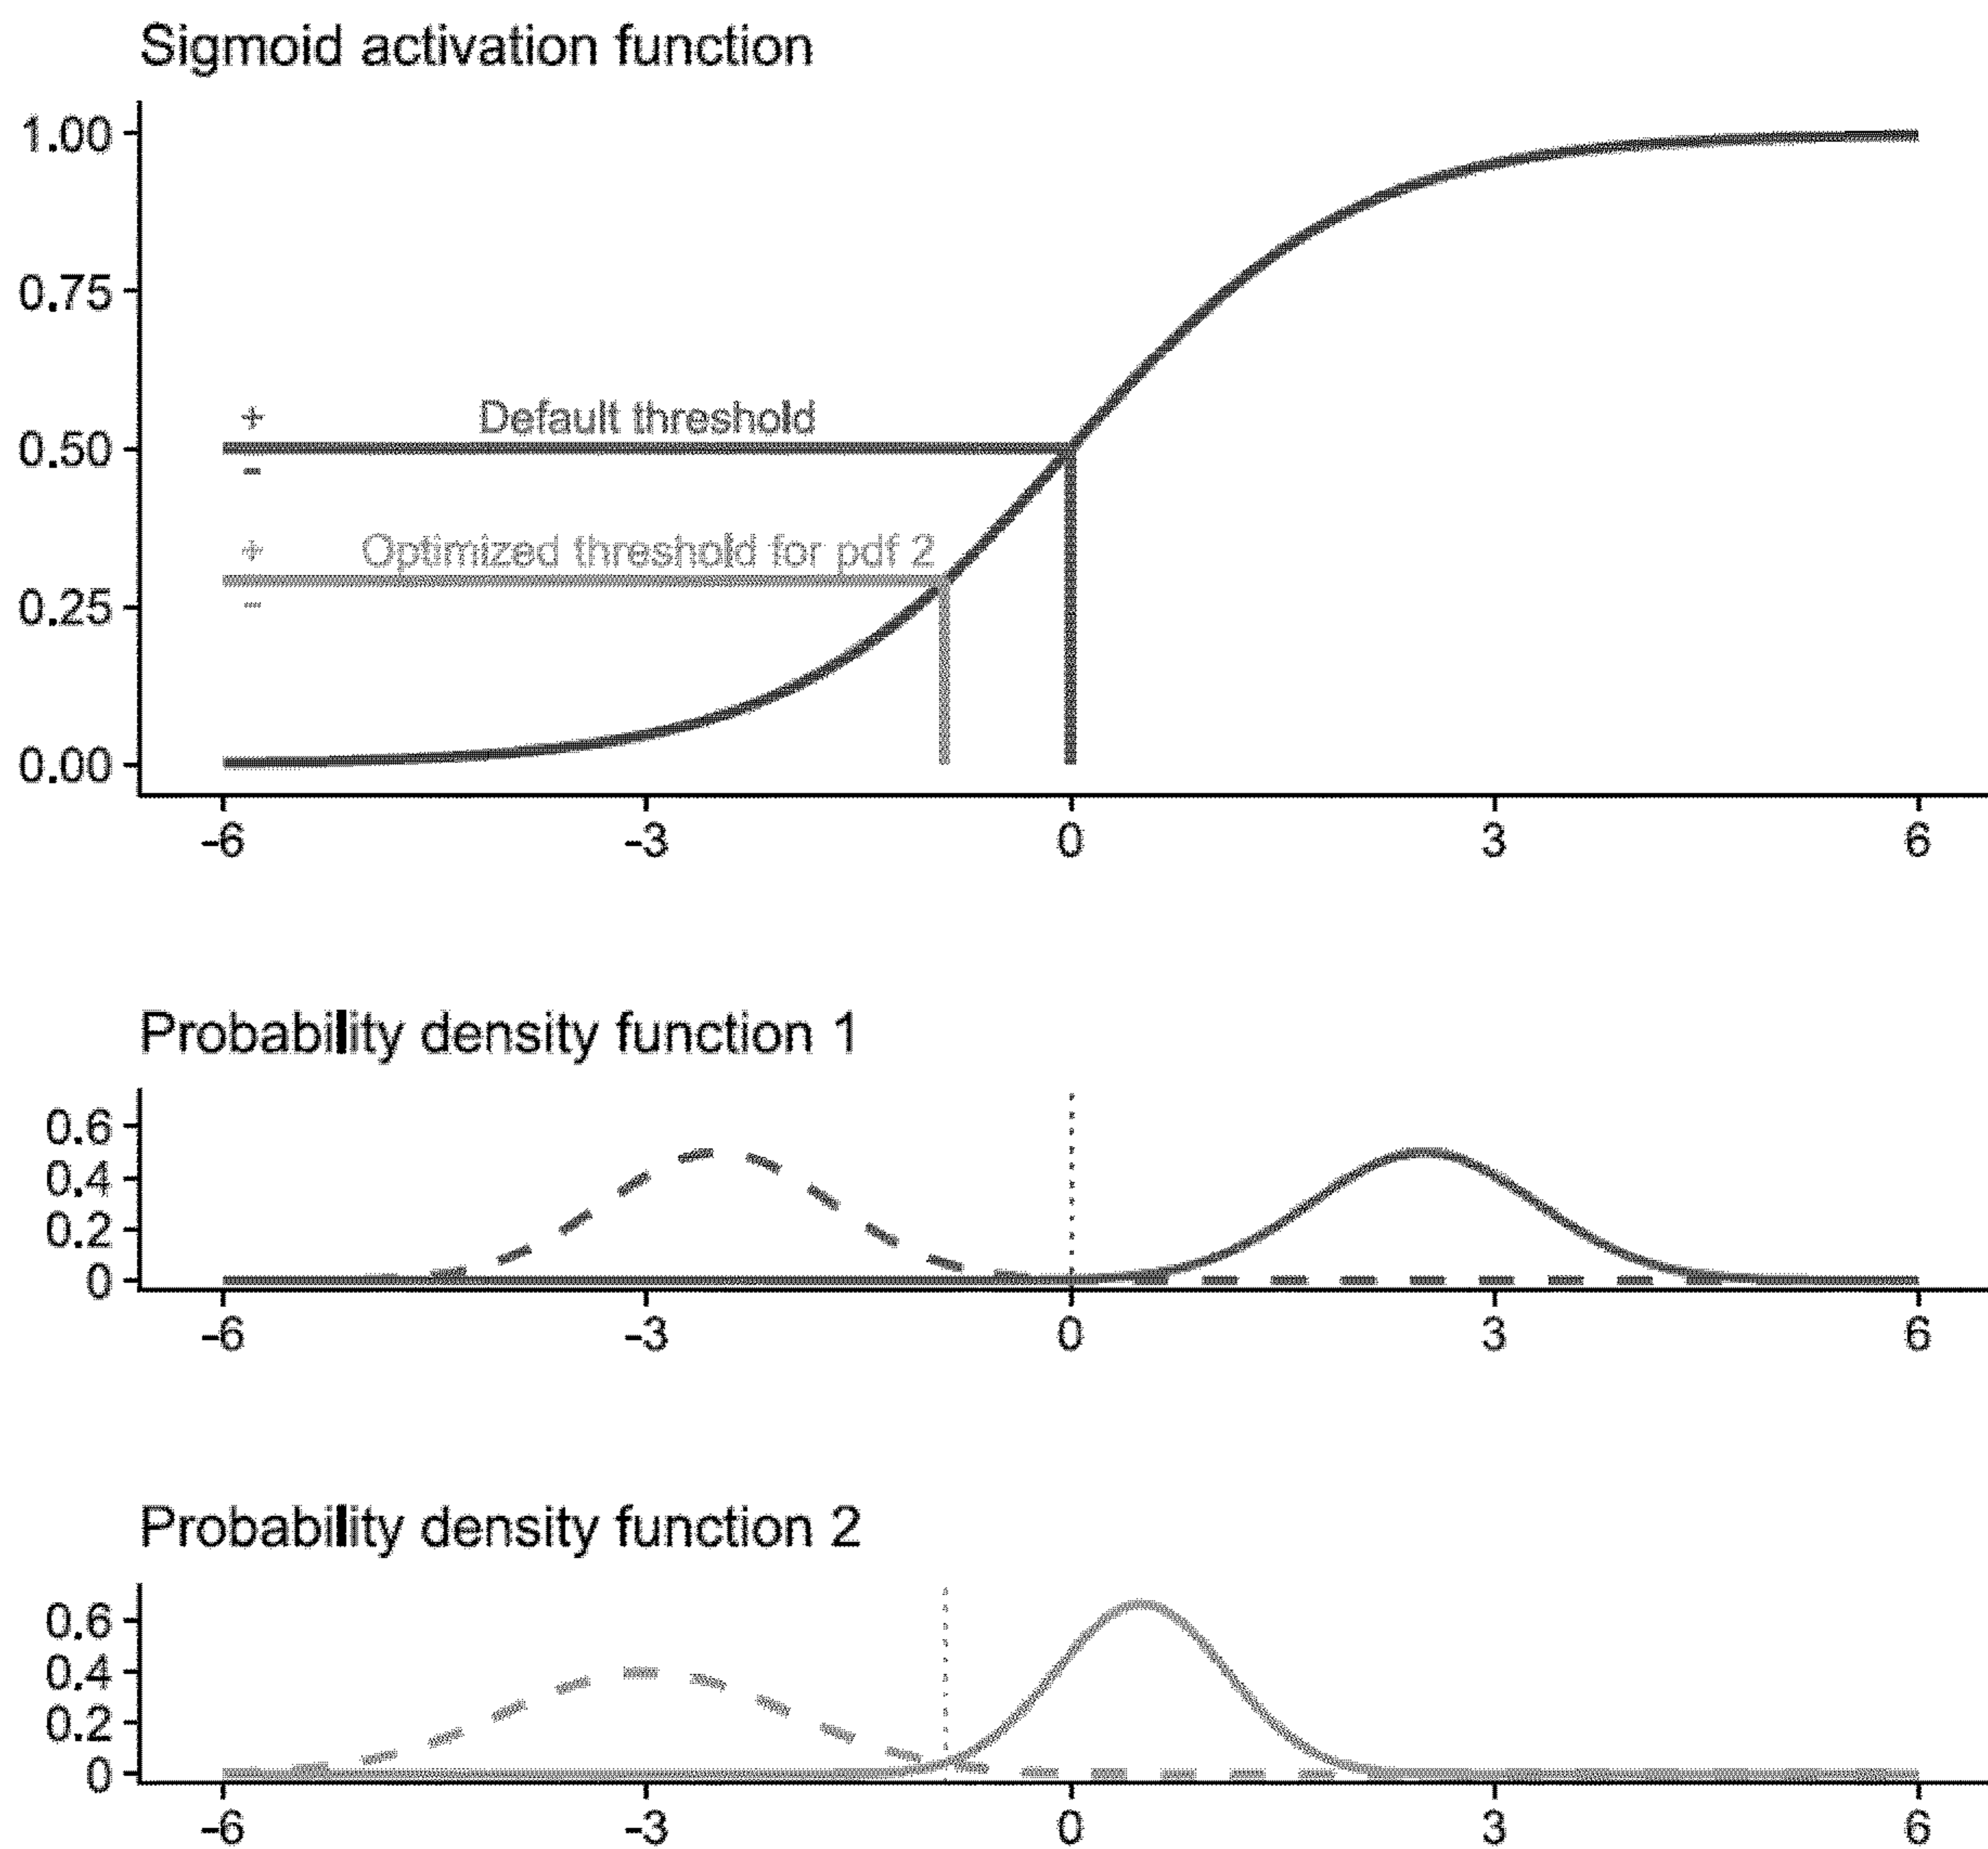 Sigmoid activation function
1.00
0.75
+ Default threshold
0.50
-
+ Optimized threshold for pdf 2
-
0.25
0.00
-6 -3 0 3 6
Probability density function 1
0.6
0.4
0.2
0
-6 -3 0 3 6
Probability density function 2
0.6
0.4
0.2
0
-6 -3 0 3 6